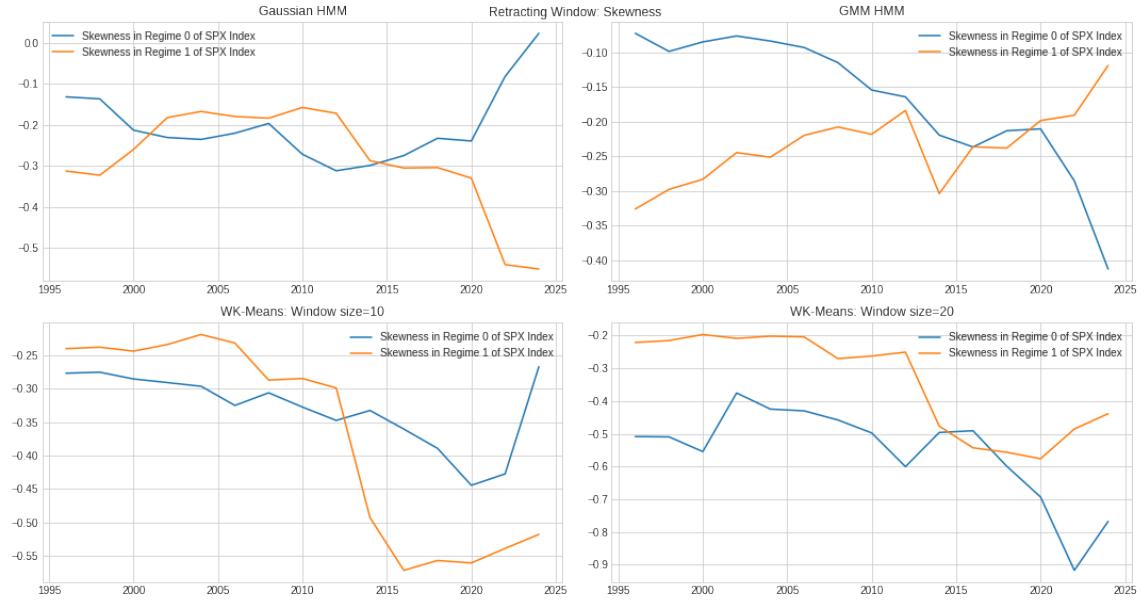 Retracting Window: Skewness
Gaussian HMM
Skewness in Regime 0 of SPX Index
Skewness in Regime 1 of SPX Index
0.0
−0.1
−0.2
−0.3
−0.4
−0.5
1995 2000 2005 2010 2015 2020 2025
GMM HMM
Skewness in Regime 0 of SPX Index
Skewness in Regime 1 of SPX Index
−0.10
−0.15
−0.20
−0.25
−0.30
−0.35
−0.40
1995 2000 2005 2010 2015 2020 2025
WK-Means: Window size=10
Skewness in Regime 0 of SPX Index
Skewness in Regime 1 of SPX Index
−0.25
−0.30
−0.35
−0.40
−0.45
−0.50
−0.55
1995 2000 2005 2010 2015 2020 2025
WK-Means: Window size=20
Skewness in Regime 0 of SPX Index
Skewness in Regime 1 of SPX Index
−0.2
−0.3
−0.4
−0.5
−0.6
−0.7
−0.8
−0.9
1995 2000 2005 2010 2015 2020 2025